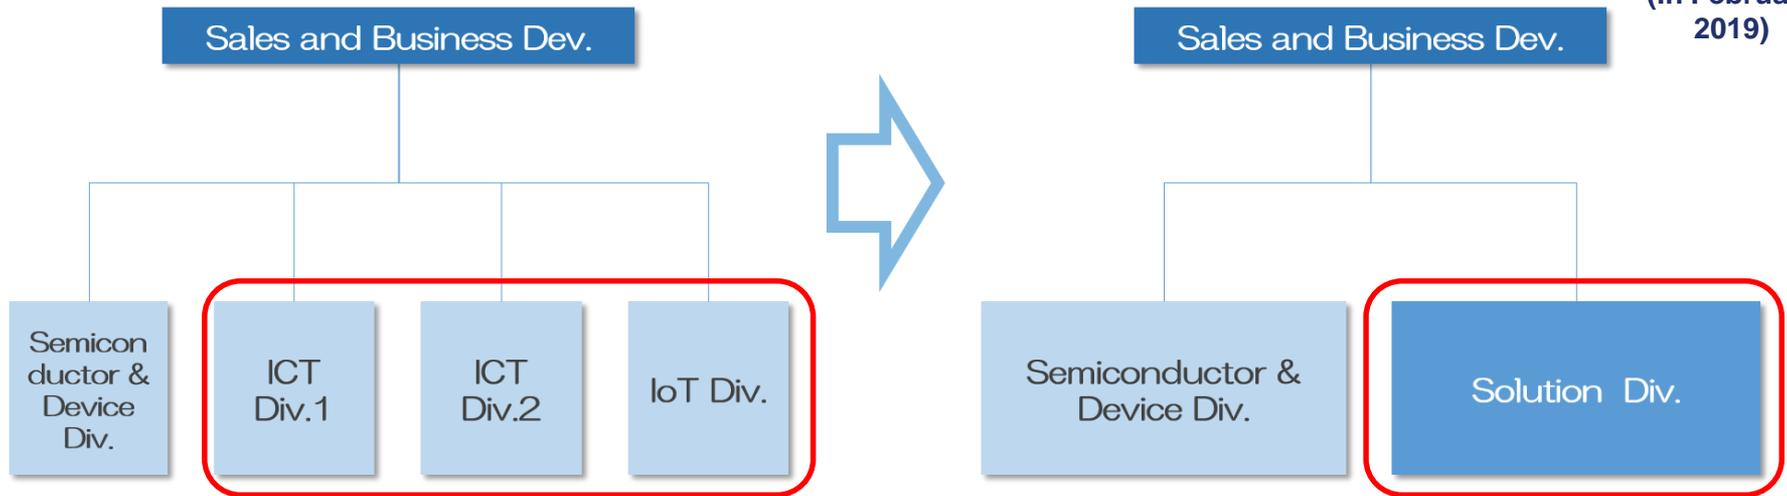 Sales and Business Dev.
Semicon
ductor &
Device
Div.
ICT
Div.1
ICT
Div.2
IoT Div.
Sales and Business Dev.
2019)
Semiconductor &
Device Div.
Solution Div.